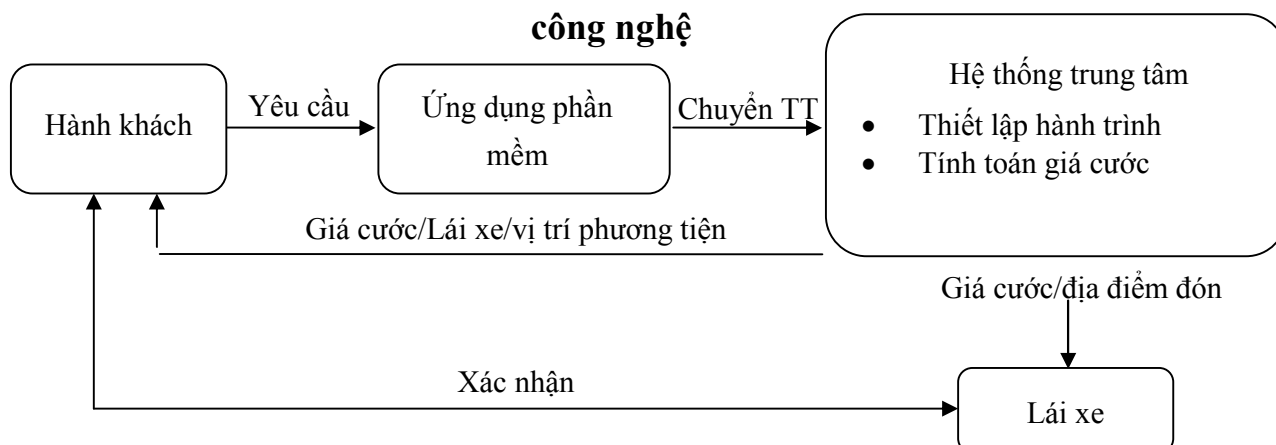 công nghệ
Hành khách
Yêu cầu
Ứng dụng phần
mềm
Chuyển TT
Hệ thống trung tâm
• Thiết lập hành trình
• Tính toán giá cước
Giá cước/Lái xe/vị trí phương tiện
Giá cước/địa điểm đón
Xác nhận
Lái xe